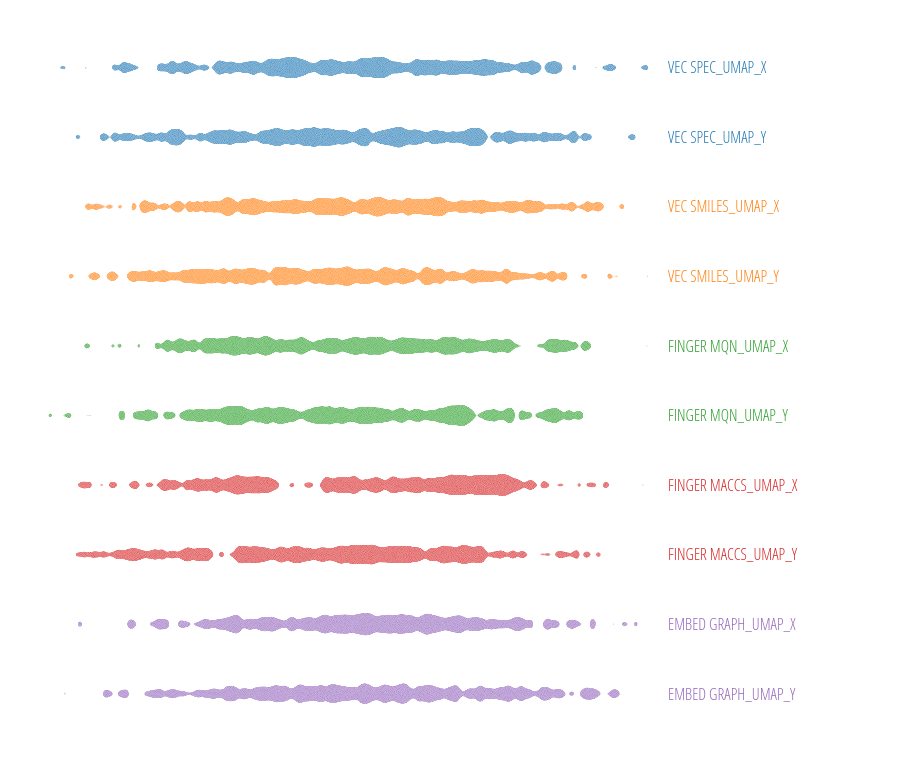 VEC SPEC_UMAP_X
VEC SPEC_UMAP_Y
VEC SMILES_UMAP_X
VEC SMILES_UMAP_Y
FINGER MQN_UMAP_X
FINGER MQN_UMAP_Y
FINGER MACCS_UMAP_X
FINGER MACCS_UMAP_Y
EMBED GRAPH_UMAP_X
EMBED GRAPH_UMAP_Y